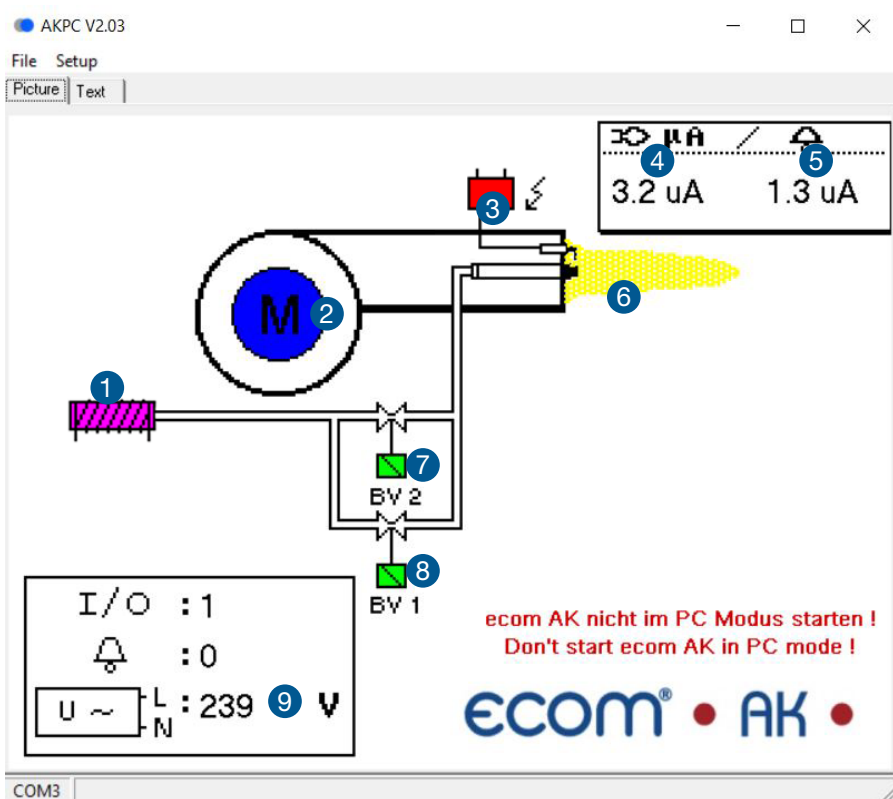 AKPC V2.03
File Setup
Picture Text
µA /
4 5
3.2 uA 1.3 uA
3
M 2
6
1
7
BV 2
8
BV 1
I/O : 1
: 0
U ~ L : 239 9 V
N
ecom AK nicht im PC Modus starten !
Don't start ecom AK in PC mode !
ecom® • AK •
COM3